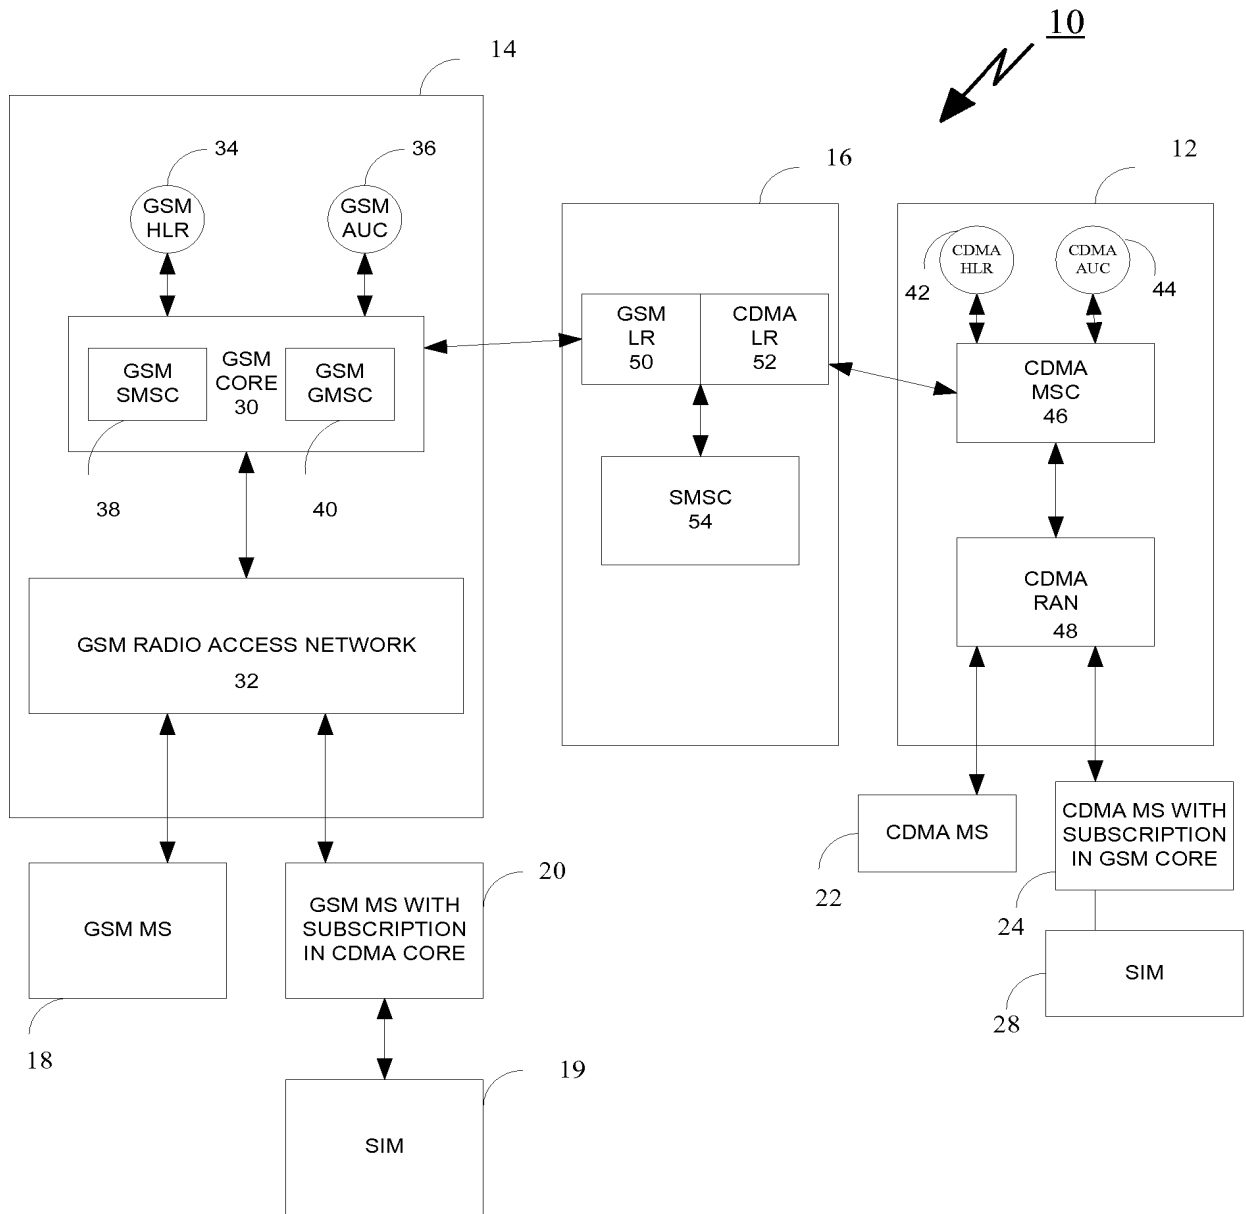 10
14
34
36
16
12
GSM
HLR
GSM
AUC
CDMA
HLR
CDMA
AUC
42
44
GSM
LR
50
CDMA
LR
52
GSM
SMSC
GSM
CORE
30
GSM
GMSC
CDMA
MSC
46
38
40
SMSC
54
CDMA
RAN
48
GSM RADIO ACCESS NETWORK
32
CDMA MS
CDMA MS WITH
SUBSCRIPTION
IN GSM CORE
22
24
20
GSM MS
GSM MS WITH
SUBSCRIPTION
IN CDMA CORE
SIM
28
18
19
SIM